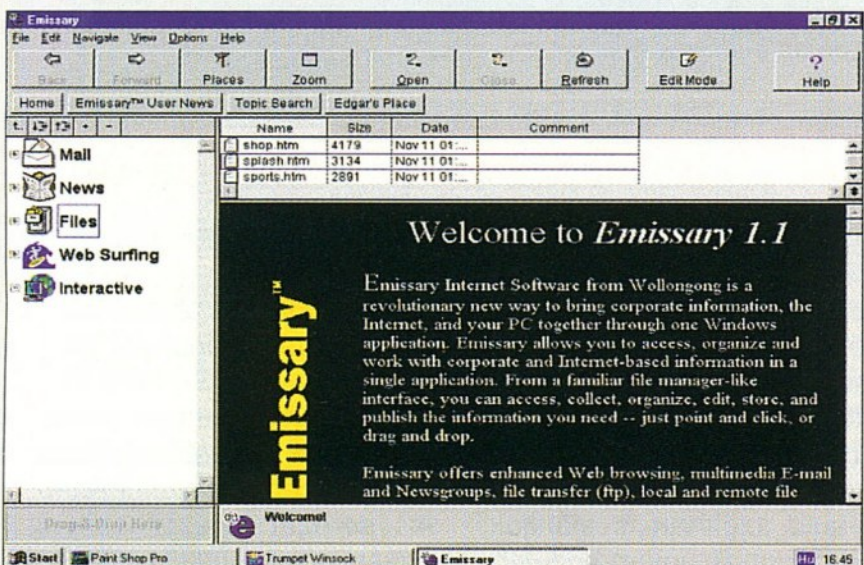 Emissary
File Edit Navigate View Options Help
Back Forward Places Zoom Open Close Refresh Edit Mode Help
Home Emissary™ User News Topic Search Edgar's Place
Name Size Date Comment
shop.htm 4179 Nov 11 01:...
splash.htm 3134 Nov 11 01:...
sports.htm 2891 Nov 11 01:...
Mail
News
Files
Web Surfing
Interactive
Welcome to Emissary 1.1
Emissary™
Emissary Internet Software from Wollongong is a
revolutionary new way to bring corporate information, the
Internet, and your PC together through one Windows
application. Emissary allows you to access, organize and
work with corporate and Internet-based information in a
single application. From a familiar file manager-like
interface, you can access, collect, organize, edit, store, and
publish the information you need -- just point and click, or
drag and drop.
Emissary offers enhanced Web browsing, multimedia E-mail
and Newsgroups, file transfer (ftp), local and remote file
Drag-&-Drop Here
Welcome!
Start Paint Shop Pro Trumpet Winsock Emissary Hu 16.45